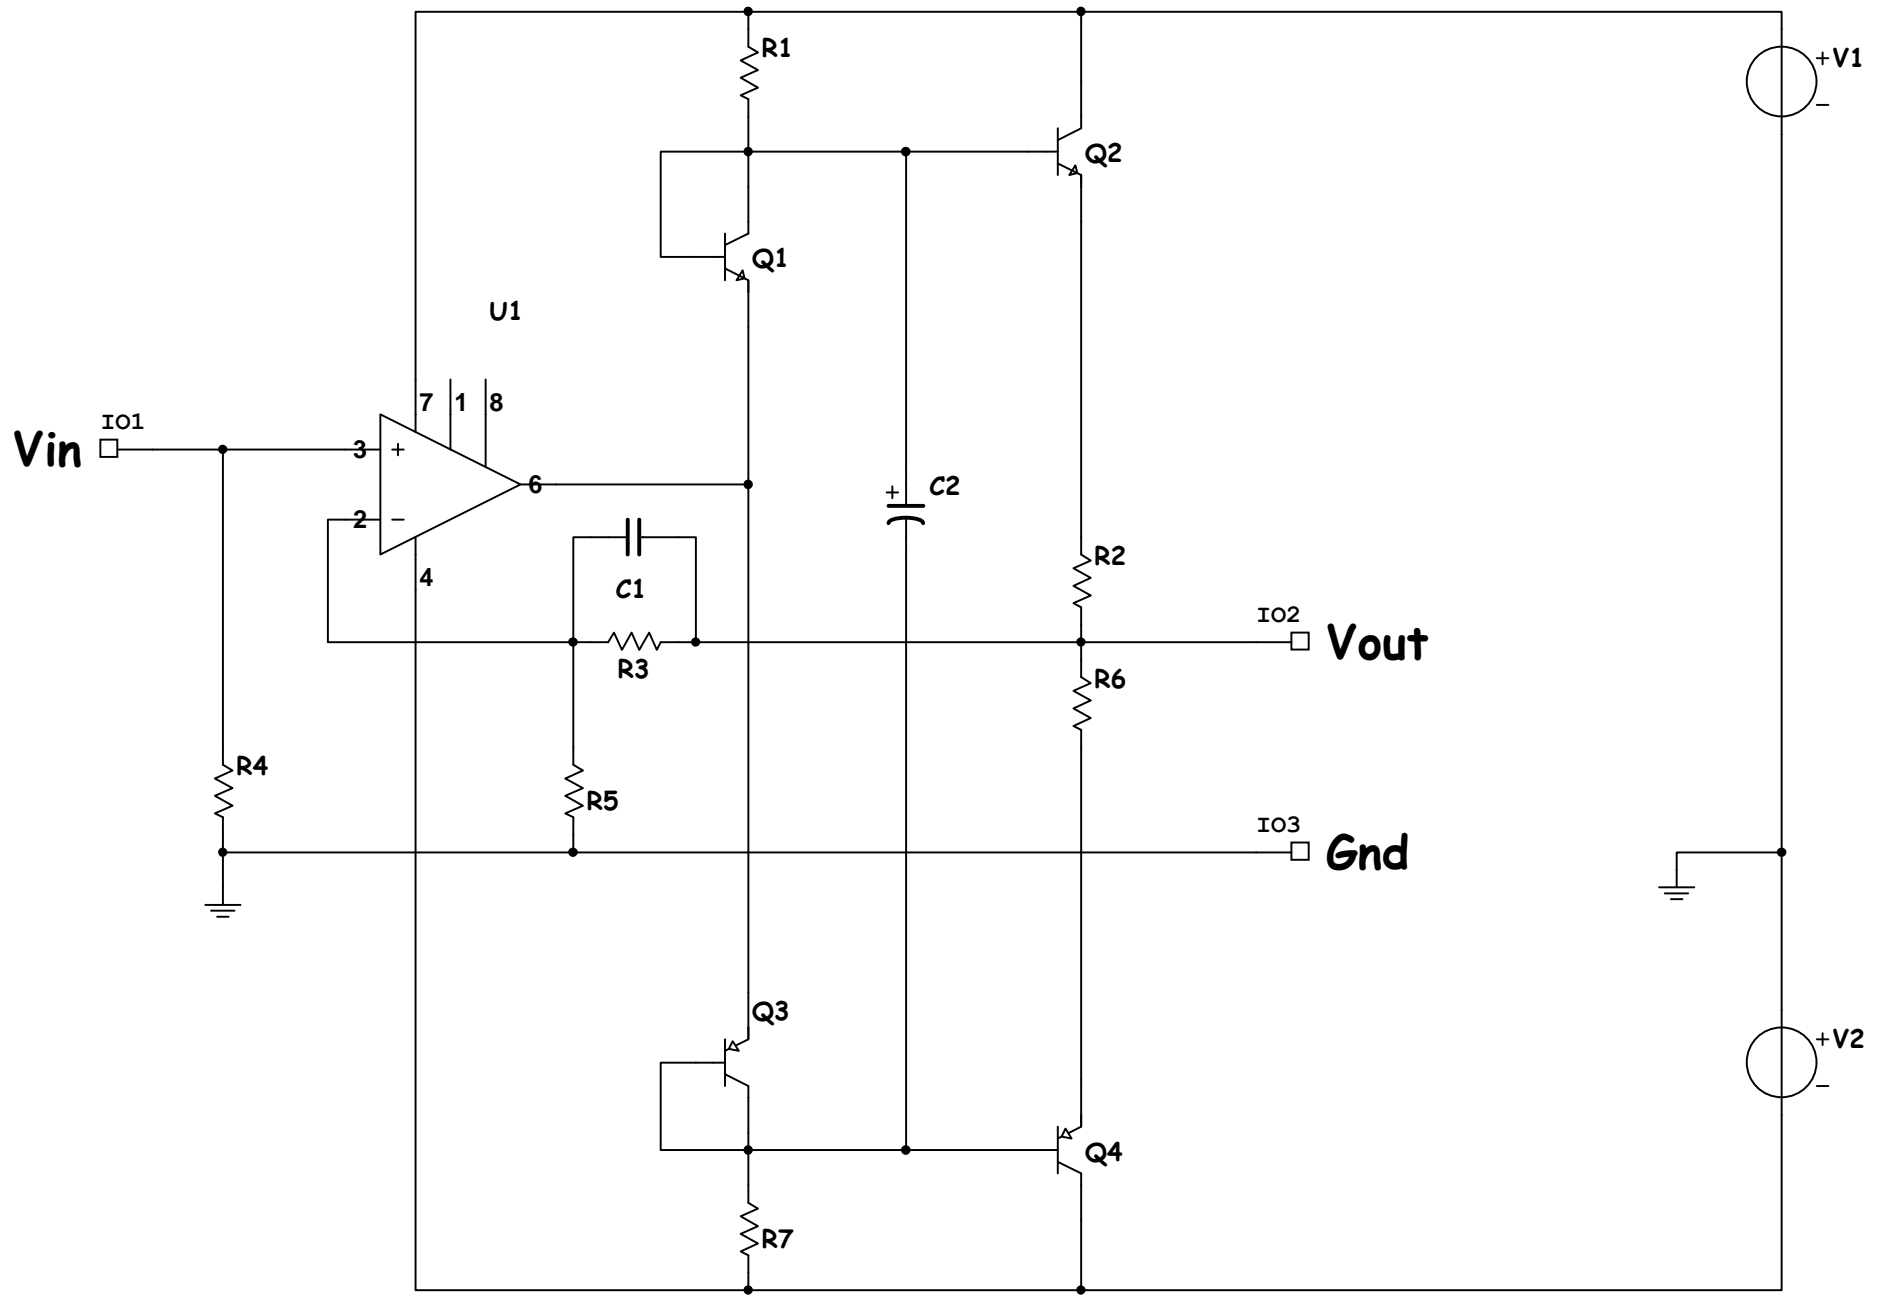 R1
+V1
−
Q2
Q1
U1
7 1 8
IO1
Vin
3 +
6
+ C2
2 −
4
C1
R2
IO2
Vout
R3
R6
R4
R5
IO3
Gnd
Q3
+V2
−
Q4
R7